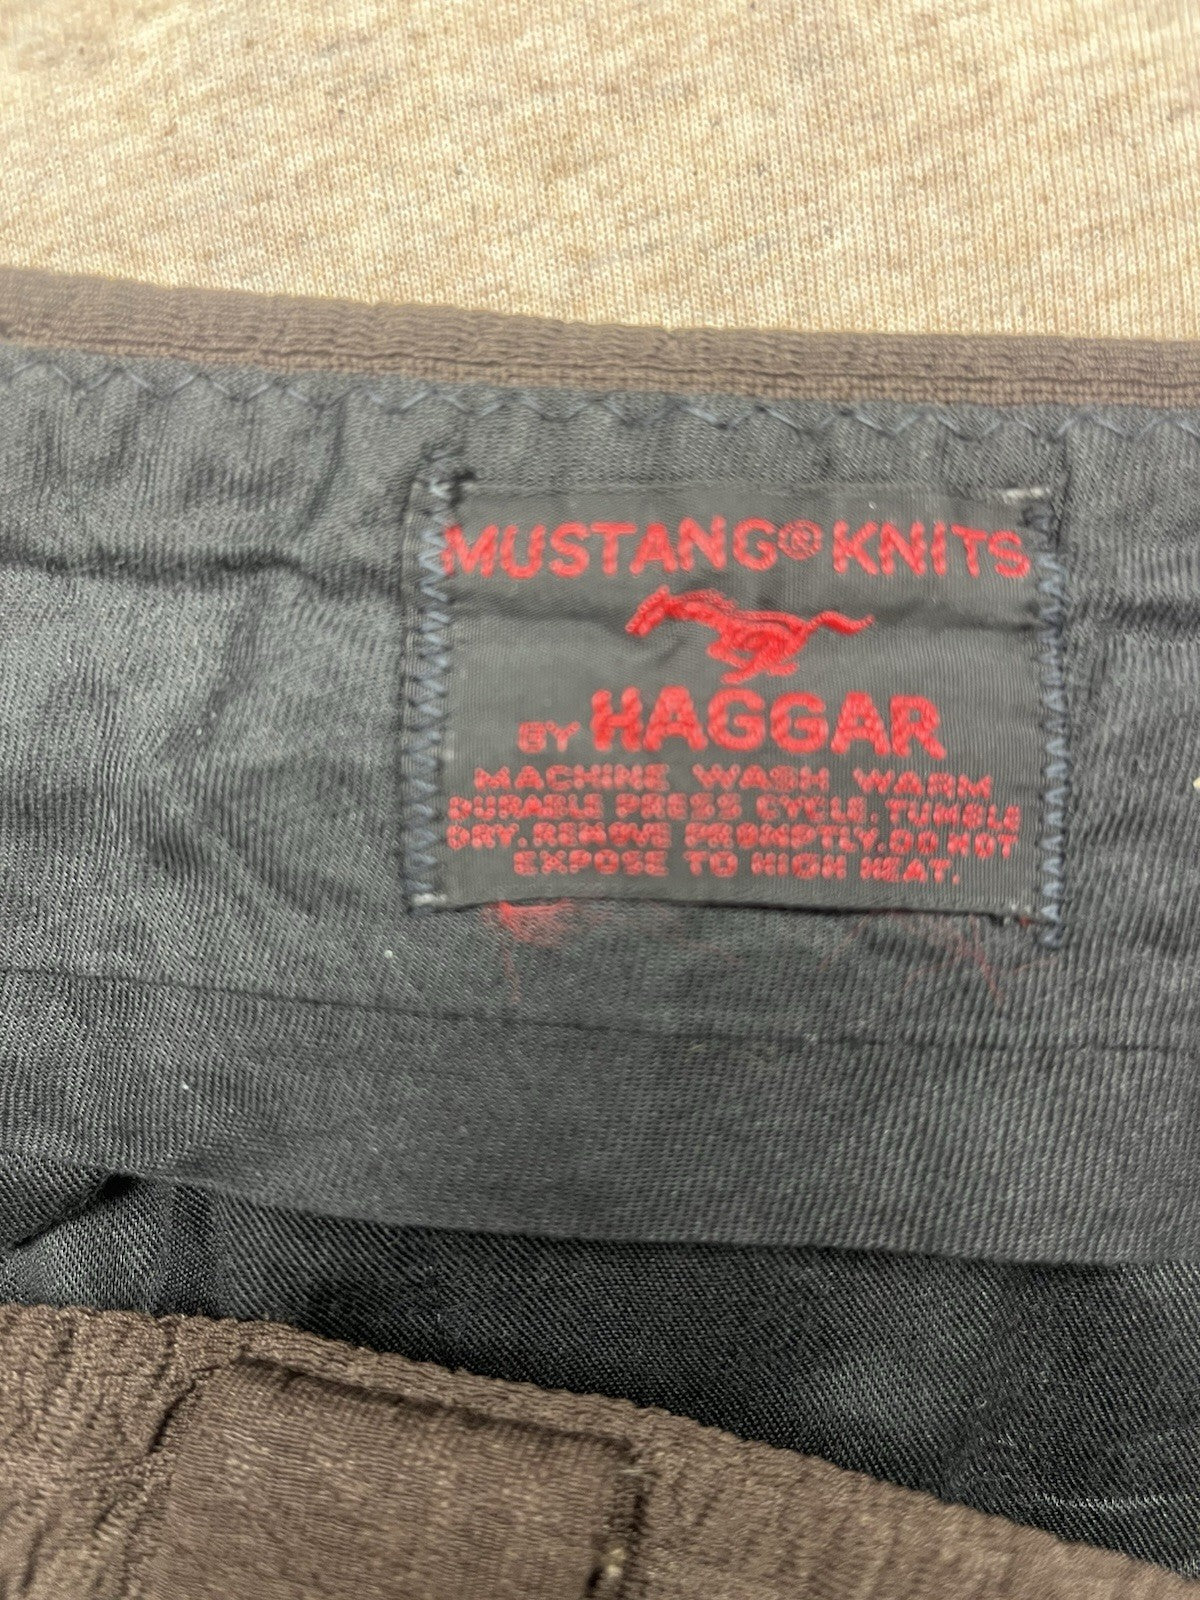 MUSTANG® KNITS
BY HAGGAR
MACHINE WASH WARM
DURABLE PRESS CYCLE. TUMBLE
DRY. REMOVE PROMPTLY. DO NOT
EXPOSE TO HIGH HEAT.